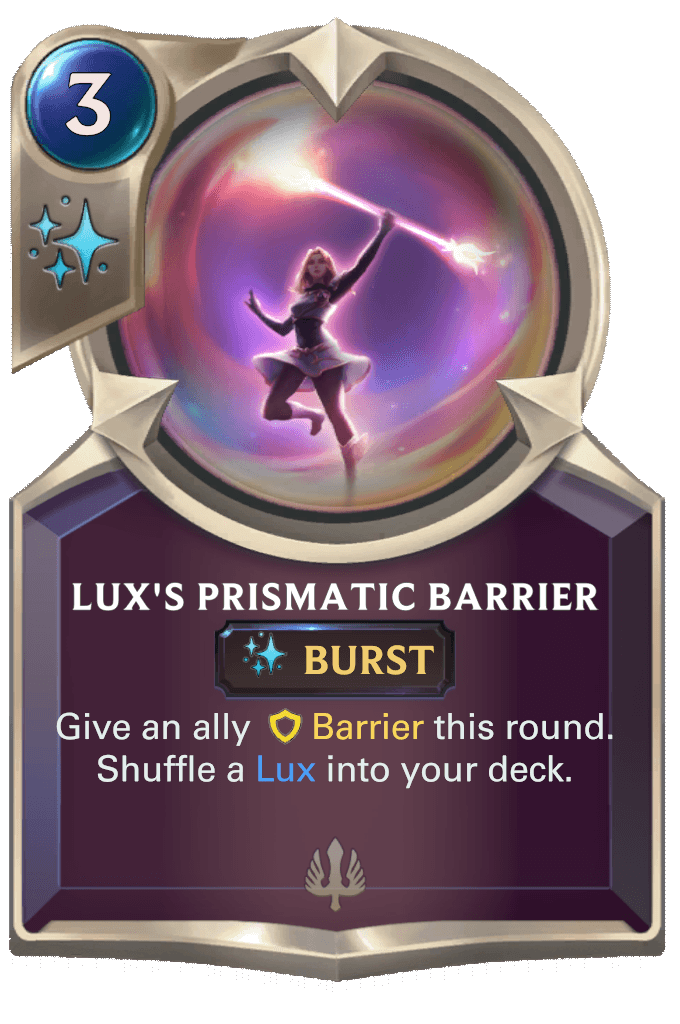 3
LUX'S PRISMATIC BARRIER
BURST
Give an ally Barrier this round.
Shuffle a Lux into your deck.